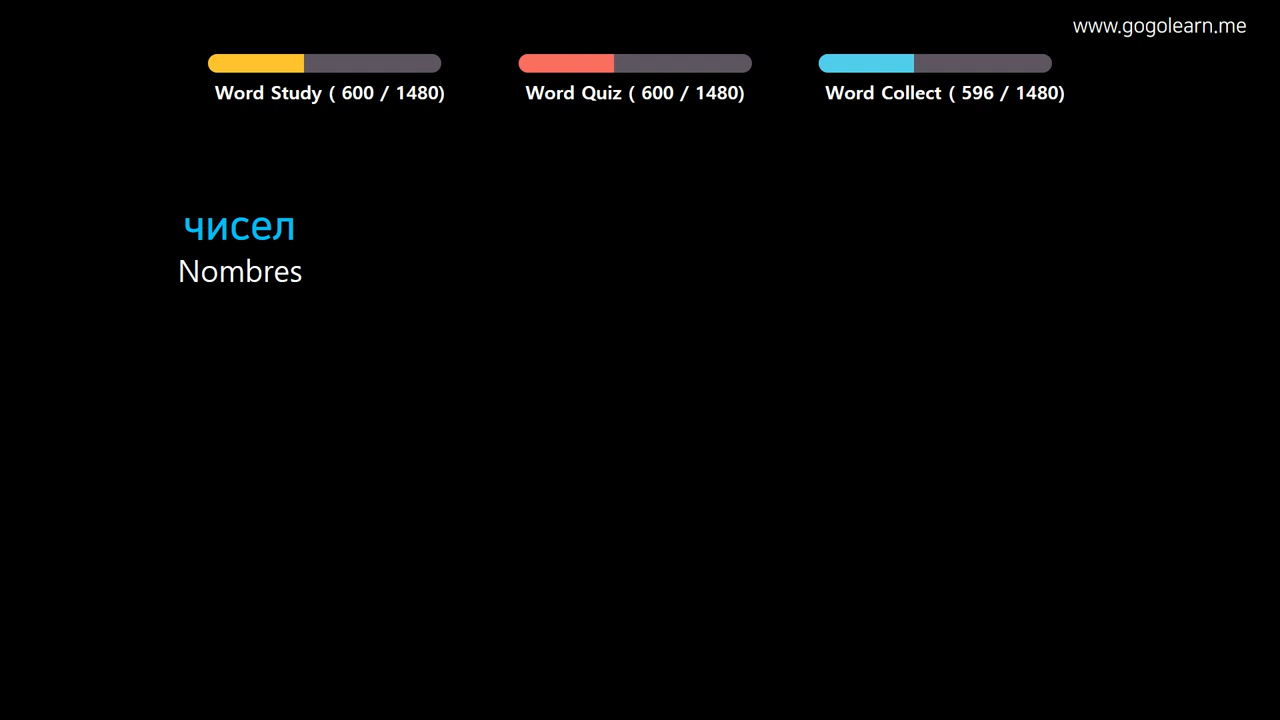 www.gogolearn.me
Word Study ( 600 / 1480)
Word Quiz ( 600 / 1480)
Word Collect ( 596 / 1480)
чисел
Nombres